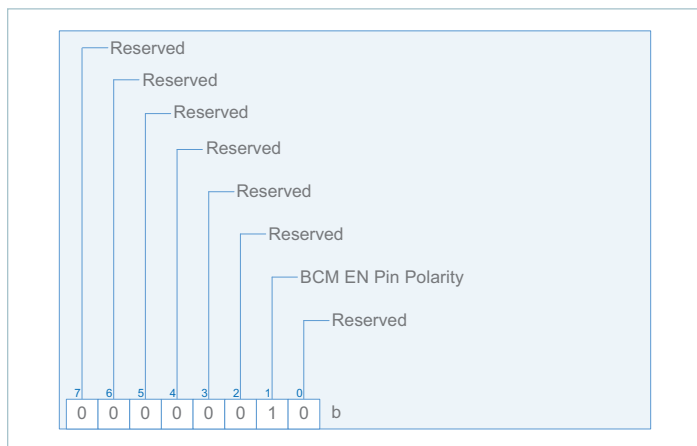 Reserved
Reserved
Reserved
Reserved
Reserved
Reserved
BCM EN Pin Polarity
Reserved
7 6 5 4 3 2 1 0
0 0 0 0 0 0 1 0 b